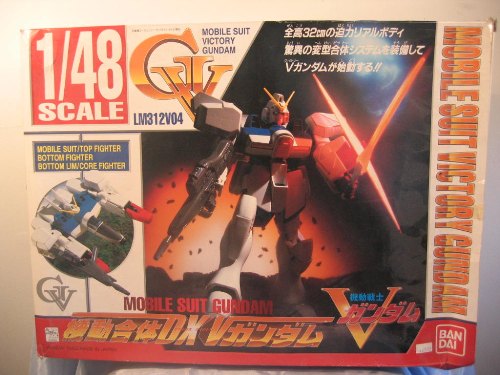 1/48
SCALE
MOBILE SUIT
VICTORY
GUNDAM
LM312V04
全高32cmの迫力リアルボディ
驚異の変型合体システムを装備して
Vガンダムが始動する!!
MOBILE SUIT VICTORY GUNDAM
MOBILE SUIT/TOP FIGHTER
BOTTOM FIGHTER
BOTTOM LIM/CORE FIGHTER
MOBILE SUIT GUNDAM
機動合体DX Vガンダム
機動戦士
Vガンダム
BAN
DAI